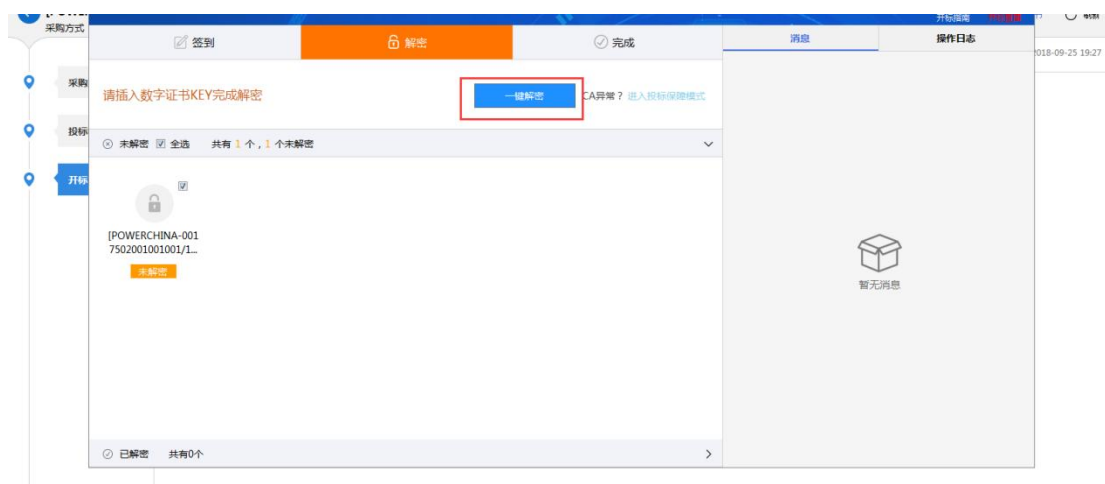 采购方式
开标指南
刷新
签到
解密
完成
消息
操作日志
2018-09-25 19:27
采购
请插入数字证书KEY完成解密
一键解密
CA异常？ 进入投标保障模式
投标
未解密 全选 共有 1 个，1 个未解密
开标
[POWERCHINA-001
7502001001001/1...
未解密
暂无消息
已解密 共有0个